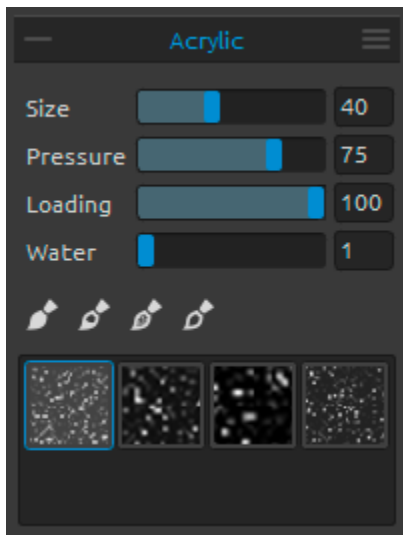 Acrylic
Size 40
Pressure 75
Loading 100
Water 1